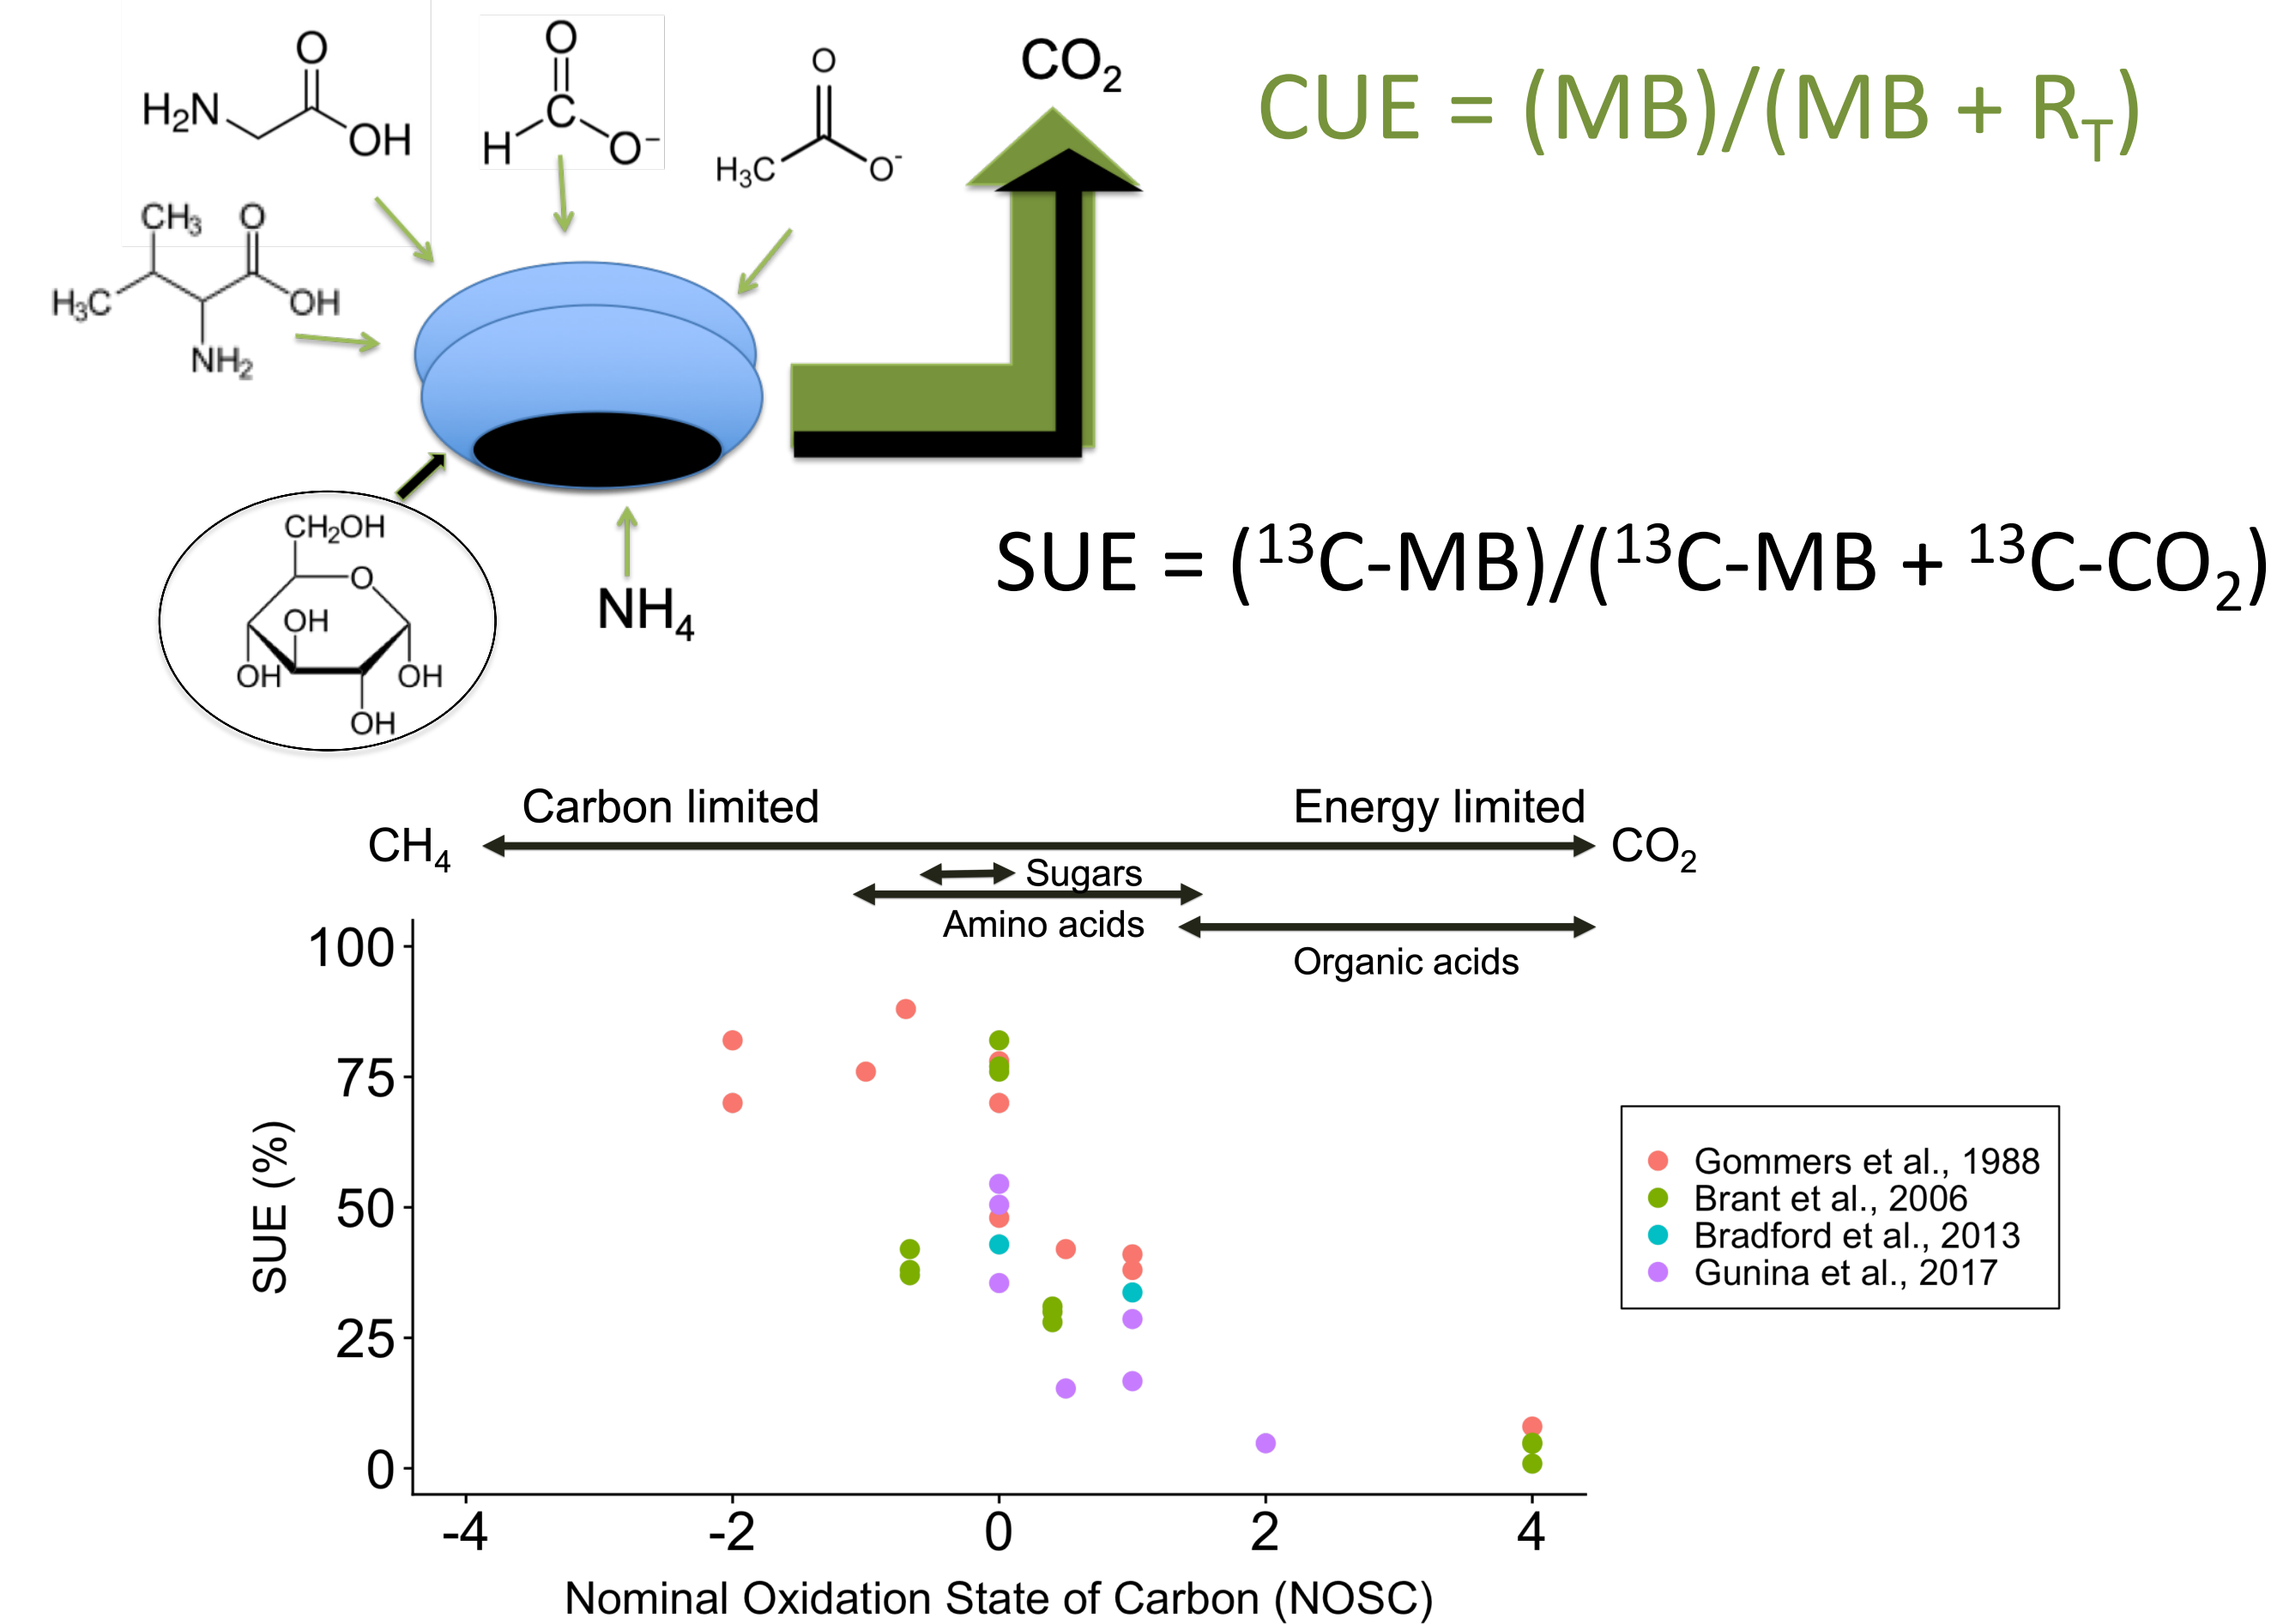 O
H₂N
OH
O
C
H
O⁻
O
H₃C
O⁻
CO₂
CUE = (MB)/(MB + R_T)
CH₃
O
H₃C
OH
NH₂
CH₂OH
O
OH
OH
OH
OH
NH₄
SUE = (¹³C-MB)/(¹³C-MB + ¹³C-CO₂)
Carbon limited
Energy limited
CH₄
CO₂
Sugars
Amino acids
Organic acids
100
75
50
25
0
SUE (%)
Gommers et al., 1988
Brant et al., 2006
Bradford et al., 2013
Gunina et al., 2017
-4 -2 0 2 4
Nominal Oxidation State of Carbon (NOSC)